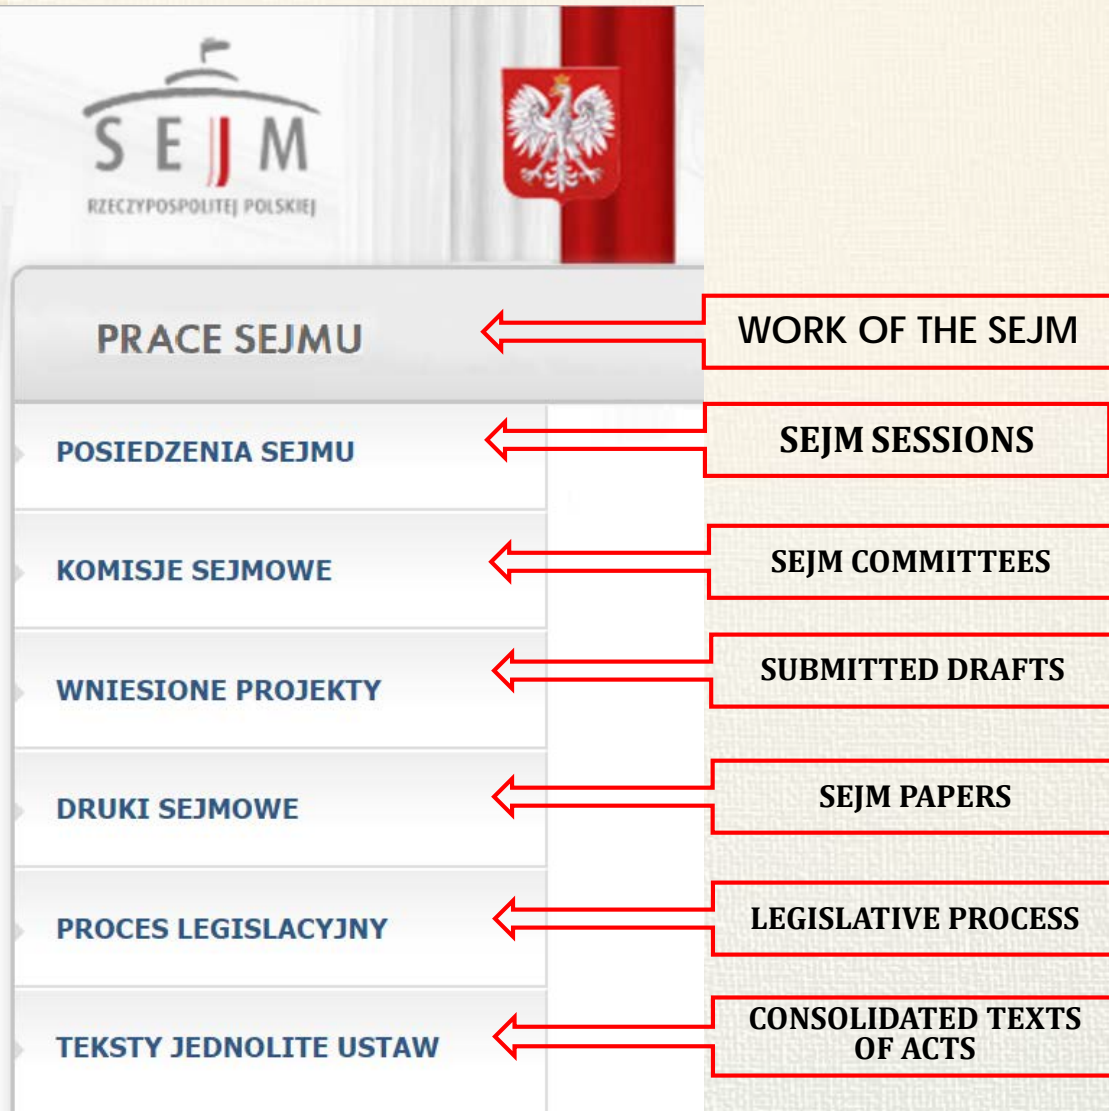 SEJM
RZECZYPOSPOLITEJ POLSKIEJ
PRACE SEJMU
WORK OF THE SEJM
POSIEDZENIA SEJMU
SEJM SESSIONS
KOMISJE SEJMOWE
SEJM COMMITTEES
WNIESIONE PROJEKTY
SUBMITTED DRAFTS
DRUKI SEJMOWE
SEJM PAPERS
PROCES LEGISLACYJNY
LEGISLATIVE PROCESS
TEKSTY JEDNOLITE USTAW
CONSOLIDATED TEXTS
OF ACTS